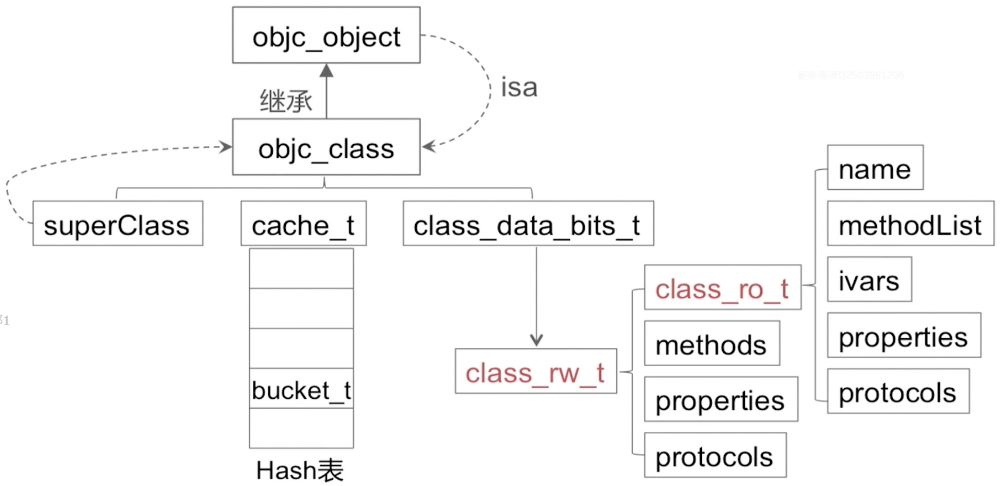 objc_object
isa
继承
objc_class
superClass
cache_t
class_data_bits_t
bucket_t
Hash表
class_rw_t
class_ro_t
methods
properties
protocols
name
methodList
ivars
properties
protocols